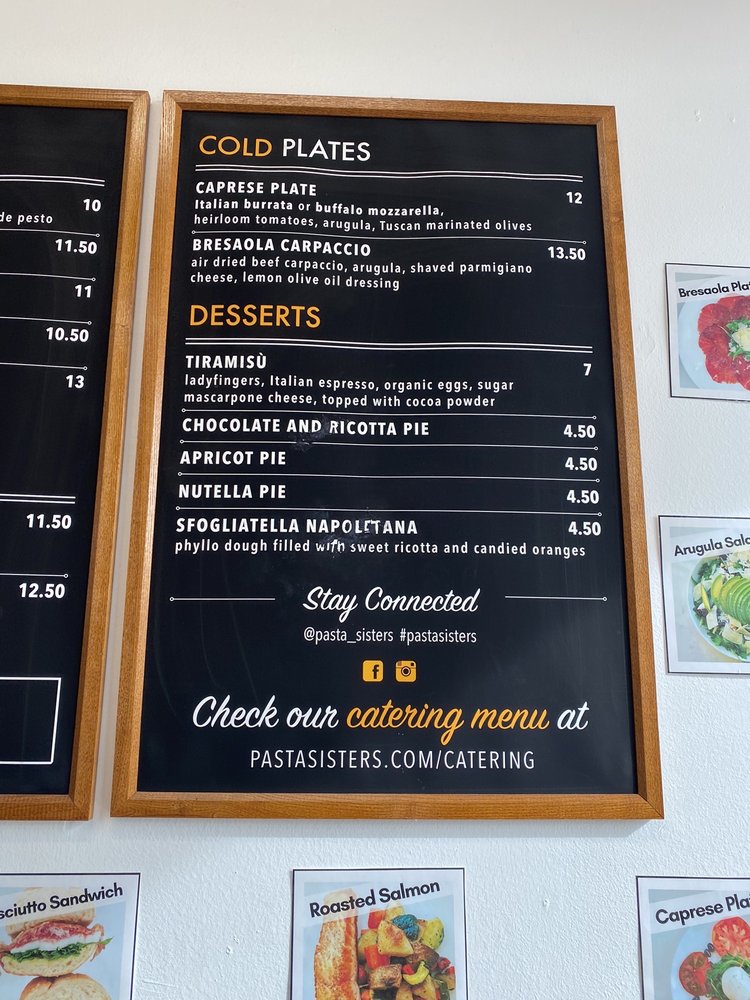 10
de pesto
11.50
11
10.50
13
11.50
12.50
COLD PLATES
CAPRESE PLATE 12
Italian burrata or buffalo mozzarella,
heirloom tomatoes, arugula, Tuscan marinated olives
BRESAOLA CARPACCIO 13.50
air dried beef carpaccio, arugula, shaved parmigiano
cheese, lemon olive oil dressing
DESSERTS
TIRAMISÙ 7
ladyfingers, Italian espresso, organic eggs, sugar
mascarpone cheese, topped with cocoa powder
CHOCOLATE AND RICOTTA PIE 4.50
APRICOT PIE 4.50
NUTELLA PIE 4.50
SFOGLIATELLA NAPOLETANA 4.50
phyllo dough filled with sweet ricotta and candied oranges
Stay Connected
@pasta_sisters #pastasisters
Check our catering menu at
PASTASISTERS.COM/CATERING
Bresaola Plat
Arugula Sala
sciutto Sandwich
Roasted Salmon
Caprese Pla